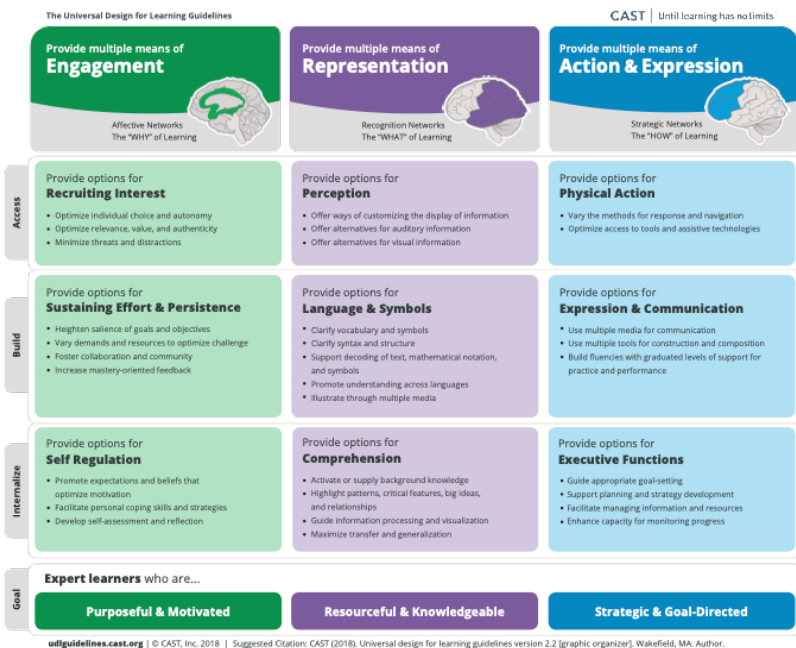 The Universal Design for Learning Guidelines
CAST | Until learning has no limits
Provide multiple means of
Engagement
Affective Networks
The "WHY" of Learning
Provide multiple means of
Representation
Recognition Networks
The "WHAT" of Learning
Provide multiple means of
Action & Expression
Strategic Networks
The "HOW" of Learning
Access
Provide options for
Recruiting Interest
• Optimize individual choice and autonomy
• Optimize relevance, value, and authenticity
• Minimize threats and distractions
Provide options for
Perception
• Offer ways of customizing the display of information
• Offer alternatives for auditory information
• Offer alternatives for visual information
Provide options for
Physical Action
• Vary the methods for response and navigation
• Optimize access to tools and assistive technologies
Build
Provide options for
Sustaining Effort & Persistence
• Heighten salience of goals and objectives
• Vary demands and resources to optimize challenge
• Foster collaboration and community
• Increase mastery-oriented feedback
Provide options for
Language & Symbols
• Clarify vocabulary and symbols
• Clarify syntax and structure
• Support decoding of text, mathematical notation,
and symbols
• Promote understanding across languages
• Illustrate through multiple media
Provide options for
Expression & Communication
• Use multiple media for communication
• Use multiple tools for construction and composition
• Build fluencies with graduated levels of support for
practice and performance
Internalize
Provide options for
Self Regulation
• Promote expectations and beliefs that
optimize motivation
• Facilitate personal coping skills and strategies
• Develop self-assessment and reflection
Provide options for
Comprehension
• Activate or supply background knowledge
• Highlight patterns, critical features, big ideas,
and relationships
• Guide information processing and visualization
• Maximize transfer and generalization
Provide options for
Executive Functions
• Guide appropriate goal-setting
• Support planning and strategy development
• Facilitate managing information and resources
• Enhance capacity for monitoring progress
Goal
Expert learners who are...
Purposeful & Motivated
Resourceful & Knowledgeable
Strategic & Goal-Directed
udlguidelines.cast.org | © CAST, Inc. 2018 | Suggested Citation: CAST (2018). Universal design for learning guidelines version 2.2 [graphic organizer]. Wakefield, MA: Author.